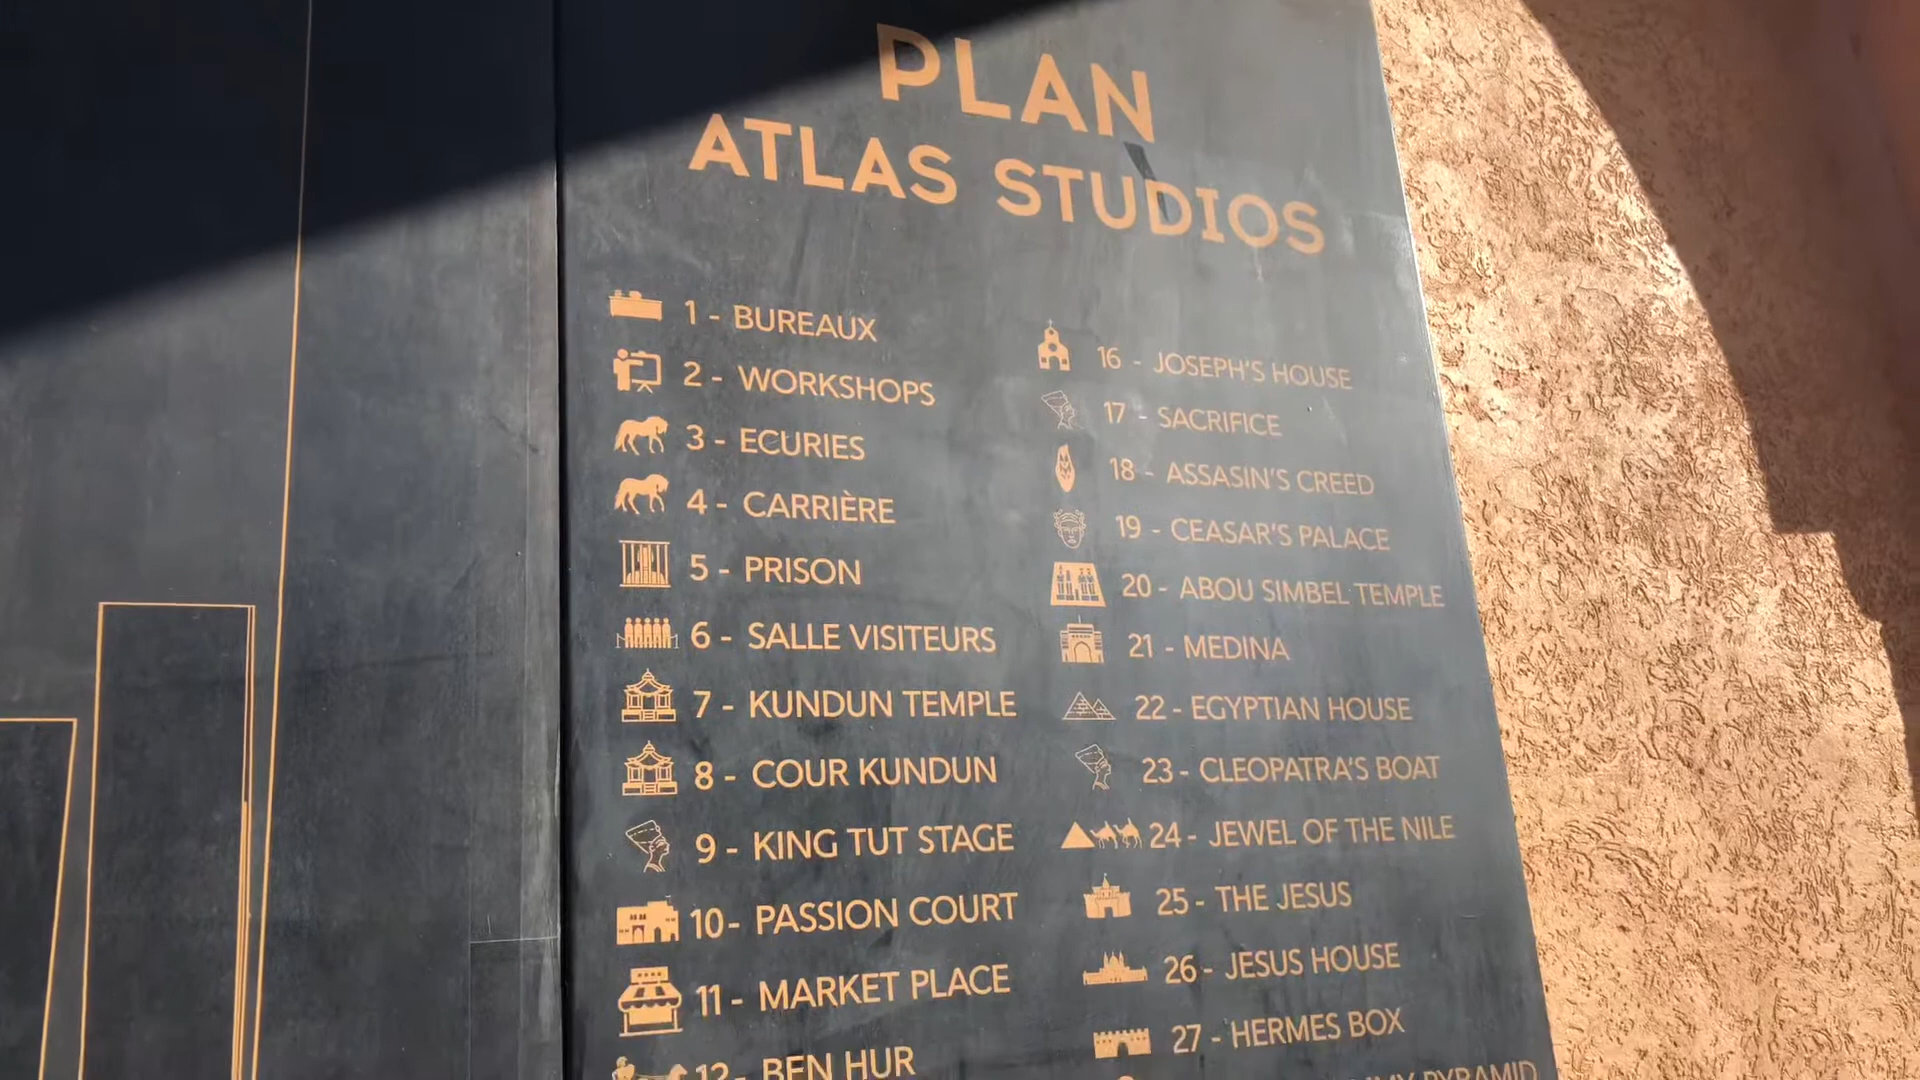 PLAN
ATLAS STUDIOS
1 - BUREAUX
2 - WORKSHOPS
3 - ECURIES
4 - CARRIÈRE
5 - PRISON
6 - SALLE VISITEURS
7 - KUNDUN TEMPLE
8 - COUR KUNDUN
9 - KING TUT STAGE
10 - PASSION COURT
11 - MARKET PLACE
12 - BEN HUR
16 - JOSEPH'S HOUSE
17 - SACRIFICE
18 - ASSASIN'S CREED
19 - CEASAR'S PALACE
20 - ABOU SIMBEL TEMPLE
21 - MEDINA
22 - EGYPTIAN HOUSE
23 - CLEOPATRA'S BOAT
24 - JEWEL OF THE NILE
25 - THE JESUS
26 - JESUS HOUSE
27 - HERMES BOX
PYRAMID